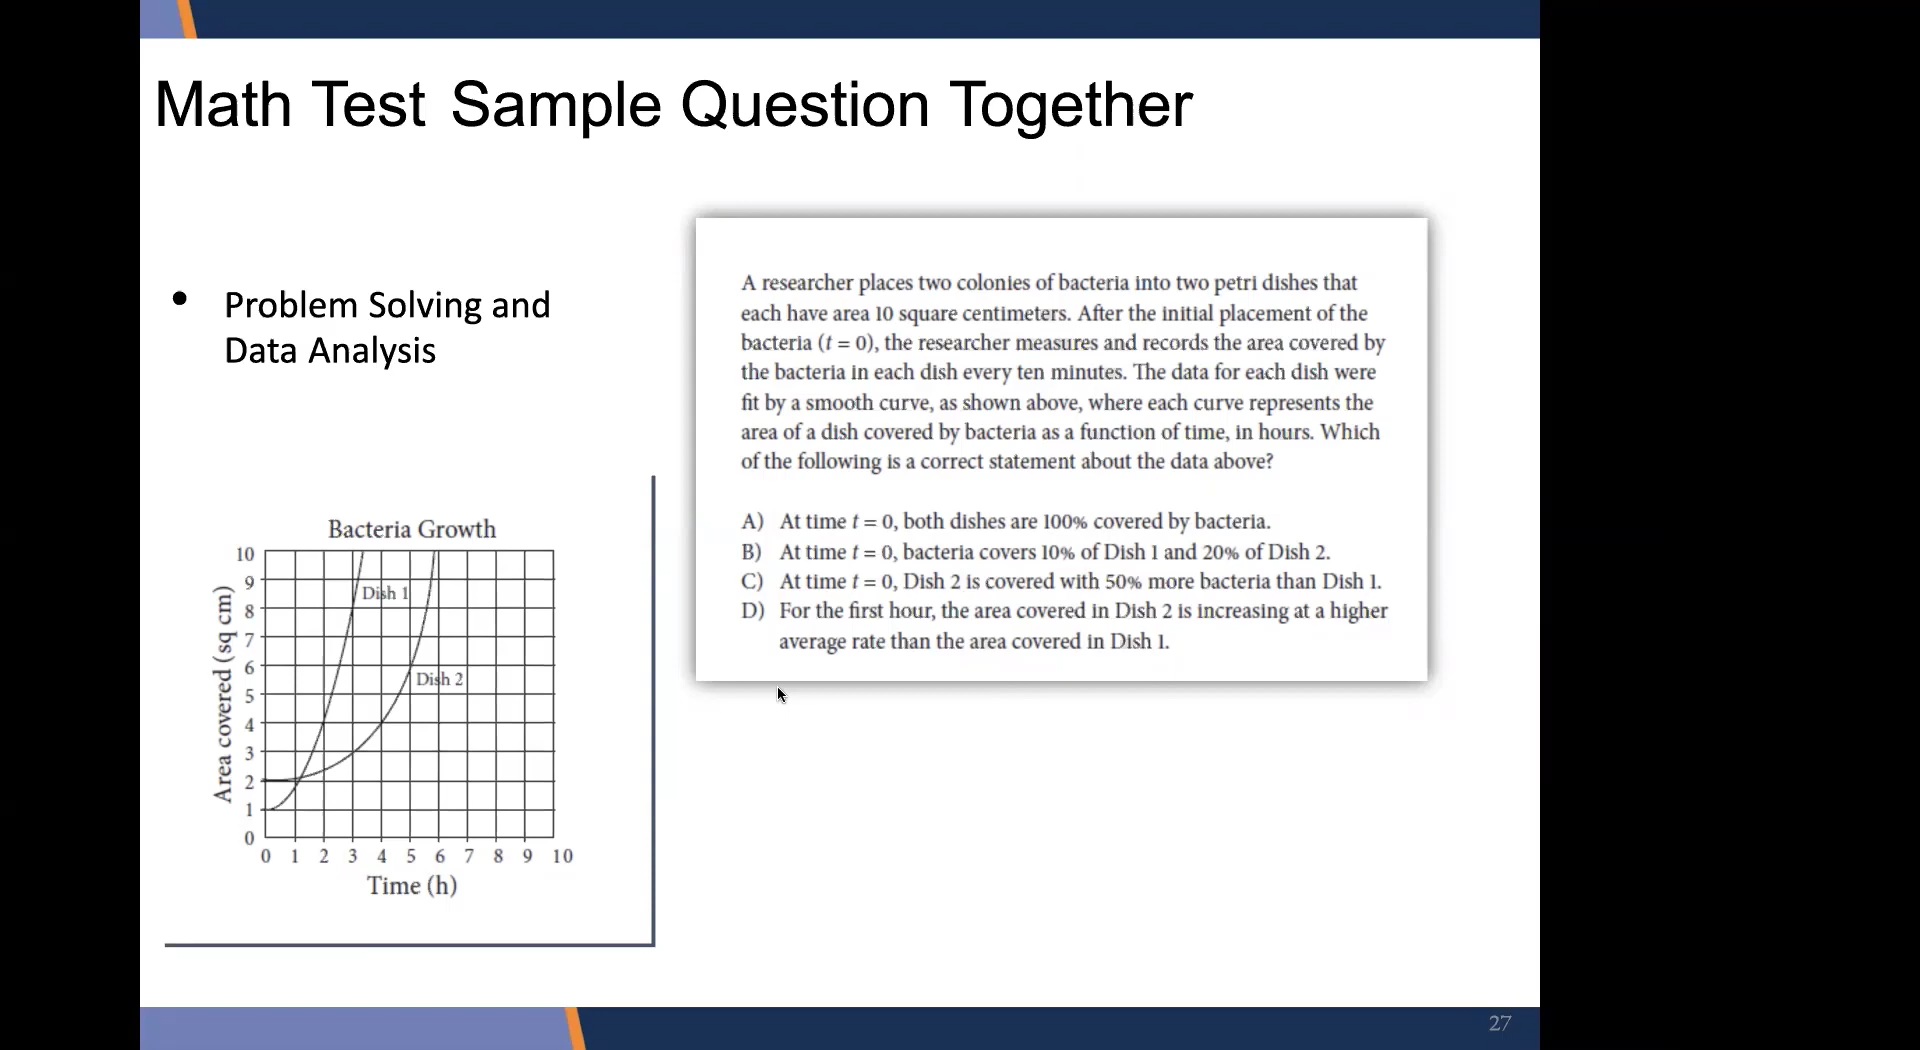 Math Test Sample Question Together
• Problem Solving and
Data Analysis
A researcher places two colonies of bacteria into two petri dishes that
each have area 10 square centimeters. After the initial placement of the
bacteria (t = 0), the researcher measures and records the area covered by
the bacteria in each dish every ten minutes. The data for each dish were
fit by a smooth curve, as shown above, where each curve represents the
area of a dish covered by bacteria as a function of time, in hours. Which
of the following is a correct statement about the data above?
A) At time t = 0, both dishes are 100% covered by bacteria.
B) At time t = 0, bacteria covers 10% of Dish 1 and 20% of Dish 2.
C) At time t = 0, Dish 2 is covered with 50% more bacteria than Dish 1.
D) For the first hour, the area covered in Dish 2 is increasing at a higher
average rate than the area covered in Dish 1.
Bacteria Growth
Area covered (sq cm)
10
9
8
7
6
5
4
3
2
1
0
Dish 1
Dish 2
0 1 2 3 4 5 6 7 8 9 10
Time (h)
27